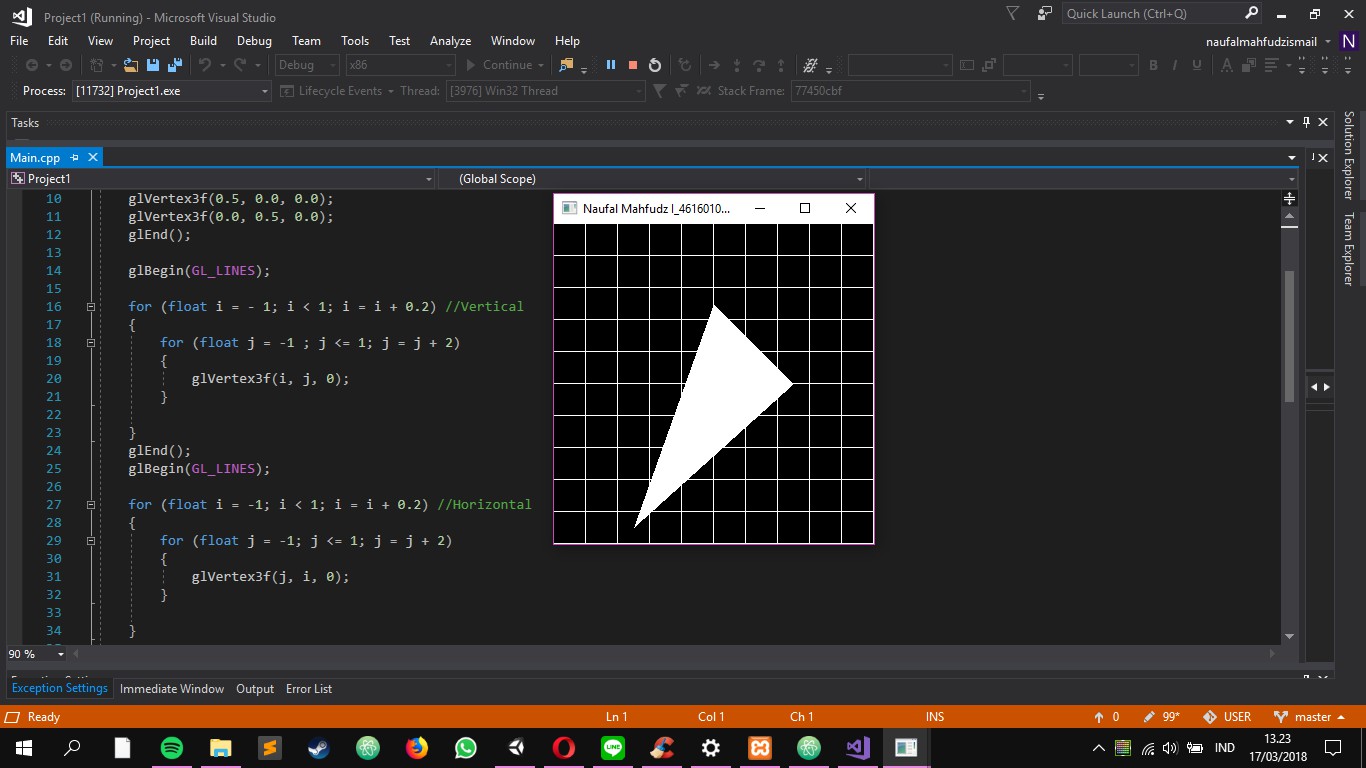 Project1 (Running) - Microsoft Visual Studio
Quick Launch (Ctrl+Q)
File Edit View Project Build Debug Team Tools Test Analyze Window Help
naufalmahfudzismail N
Debug x86 Continue
Process: [11732] Project1.exe Lifecycle Events Thread: [3976] Win32 Thread Stack Frame: 77450cbf
Tasks
Main.cpp
Project1 (Global Scope)
10 glVertex3f(0.5, 0.0, 0.0);
11 glVertex3f(0.0, 0.5, 0.0);
12 glEnd();
13
14 glBegin(GL_LINES);
15
16 for (float i = - 1; i < 1; i = i + 0.2) //Vertical
17 {
18 for (float j = -1 ; j <= 1; j = j + 2)
19 {
20 glVertex3f(i, j, 0);
21 }
22
23 }
24 glEnd();
25 glBegin(GL_LINES);
26
27 for (float i = -1; i < 1; i = i + 0.2) //Horizontal
28 {
29 for (float j = -1; j <= 1; j = j + 2)
30 {
31 glVertex3f(j, i, 0);
32 }
33
34 }
Naufal Mahfudz I_4616010...
Solution Explorer
Team Explorer
90 %
Exception Settings Immediate Window Output Error List
Ready Ln 1 Col 1 Ch 1 INS 0 99* USER master
IND
13.23
17/03/2018